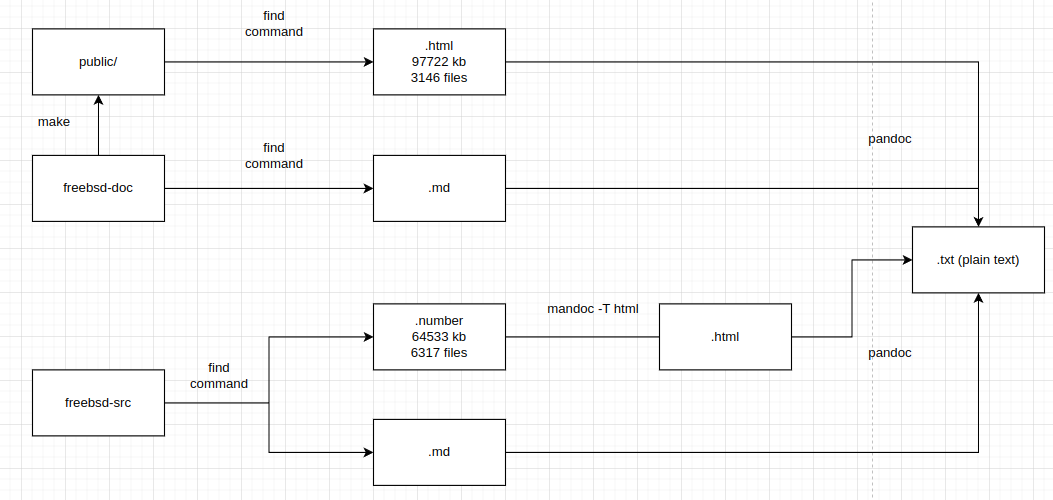 find
command
public/
.html
97722 kb
3146 files
make
pandoc
find
command
freebsd-doc
.md
.txt (plain text)
mandoc -T html
.number
64533 kb
6317 files
.html
pandoc
find
command
freebsd-src
.md